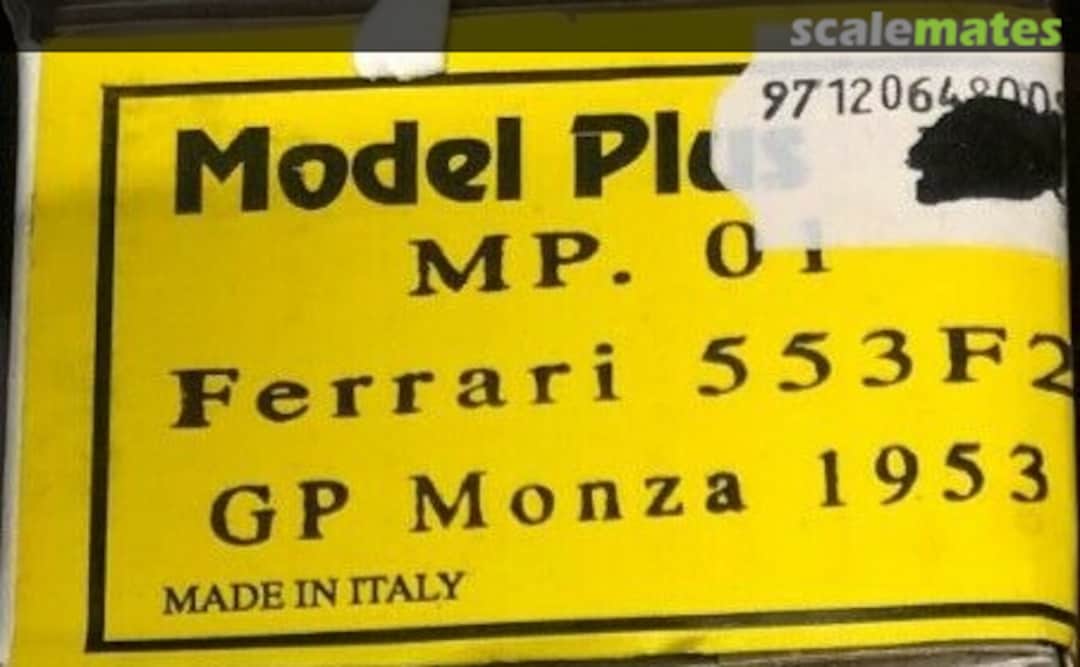 scalemates
Model Plus
MP. 01
Ferrari 553F2
GP Monza 1953
MADE IN ITALY